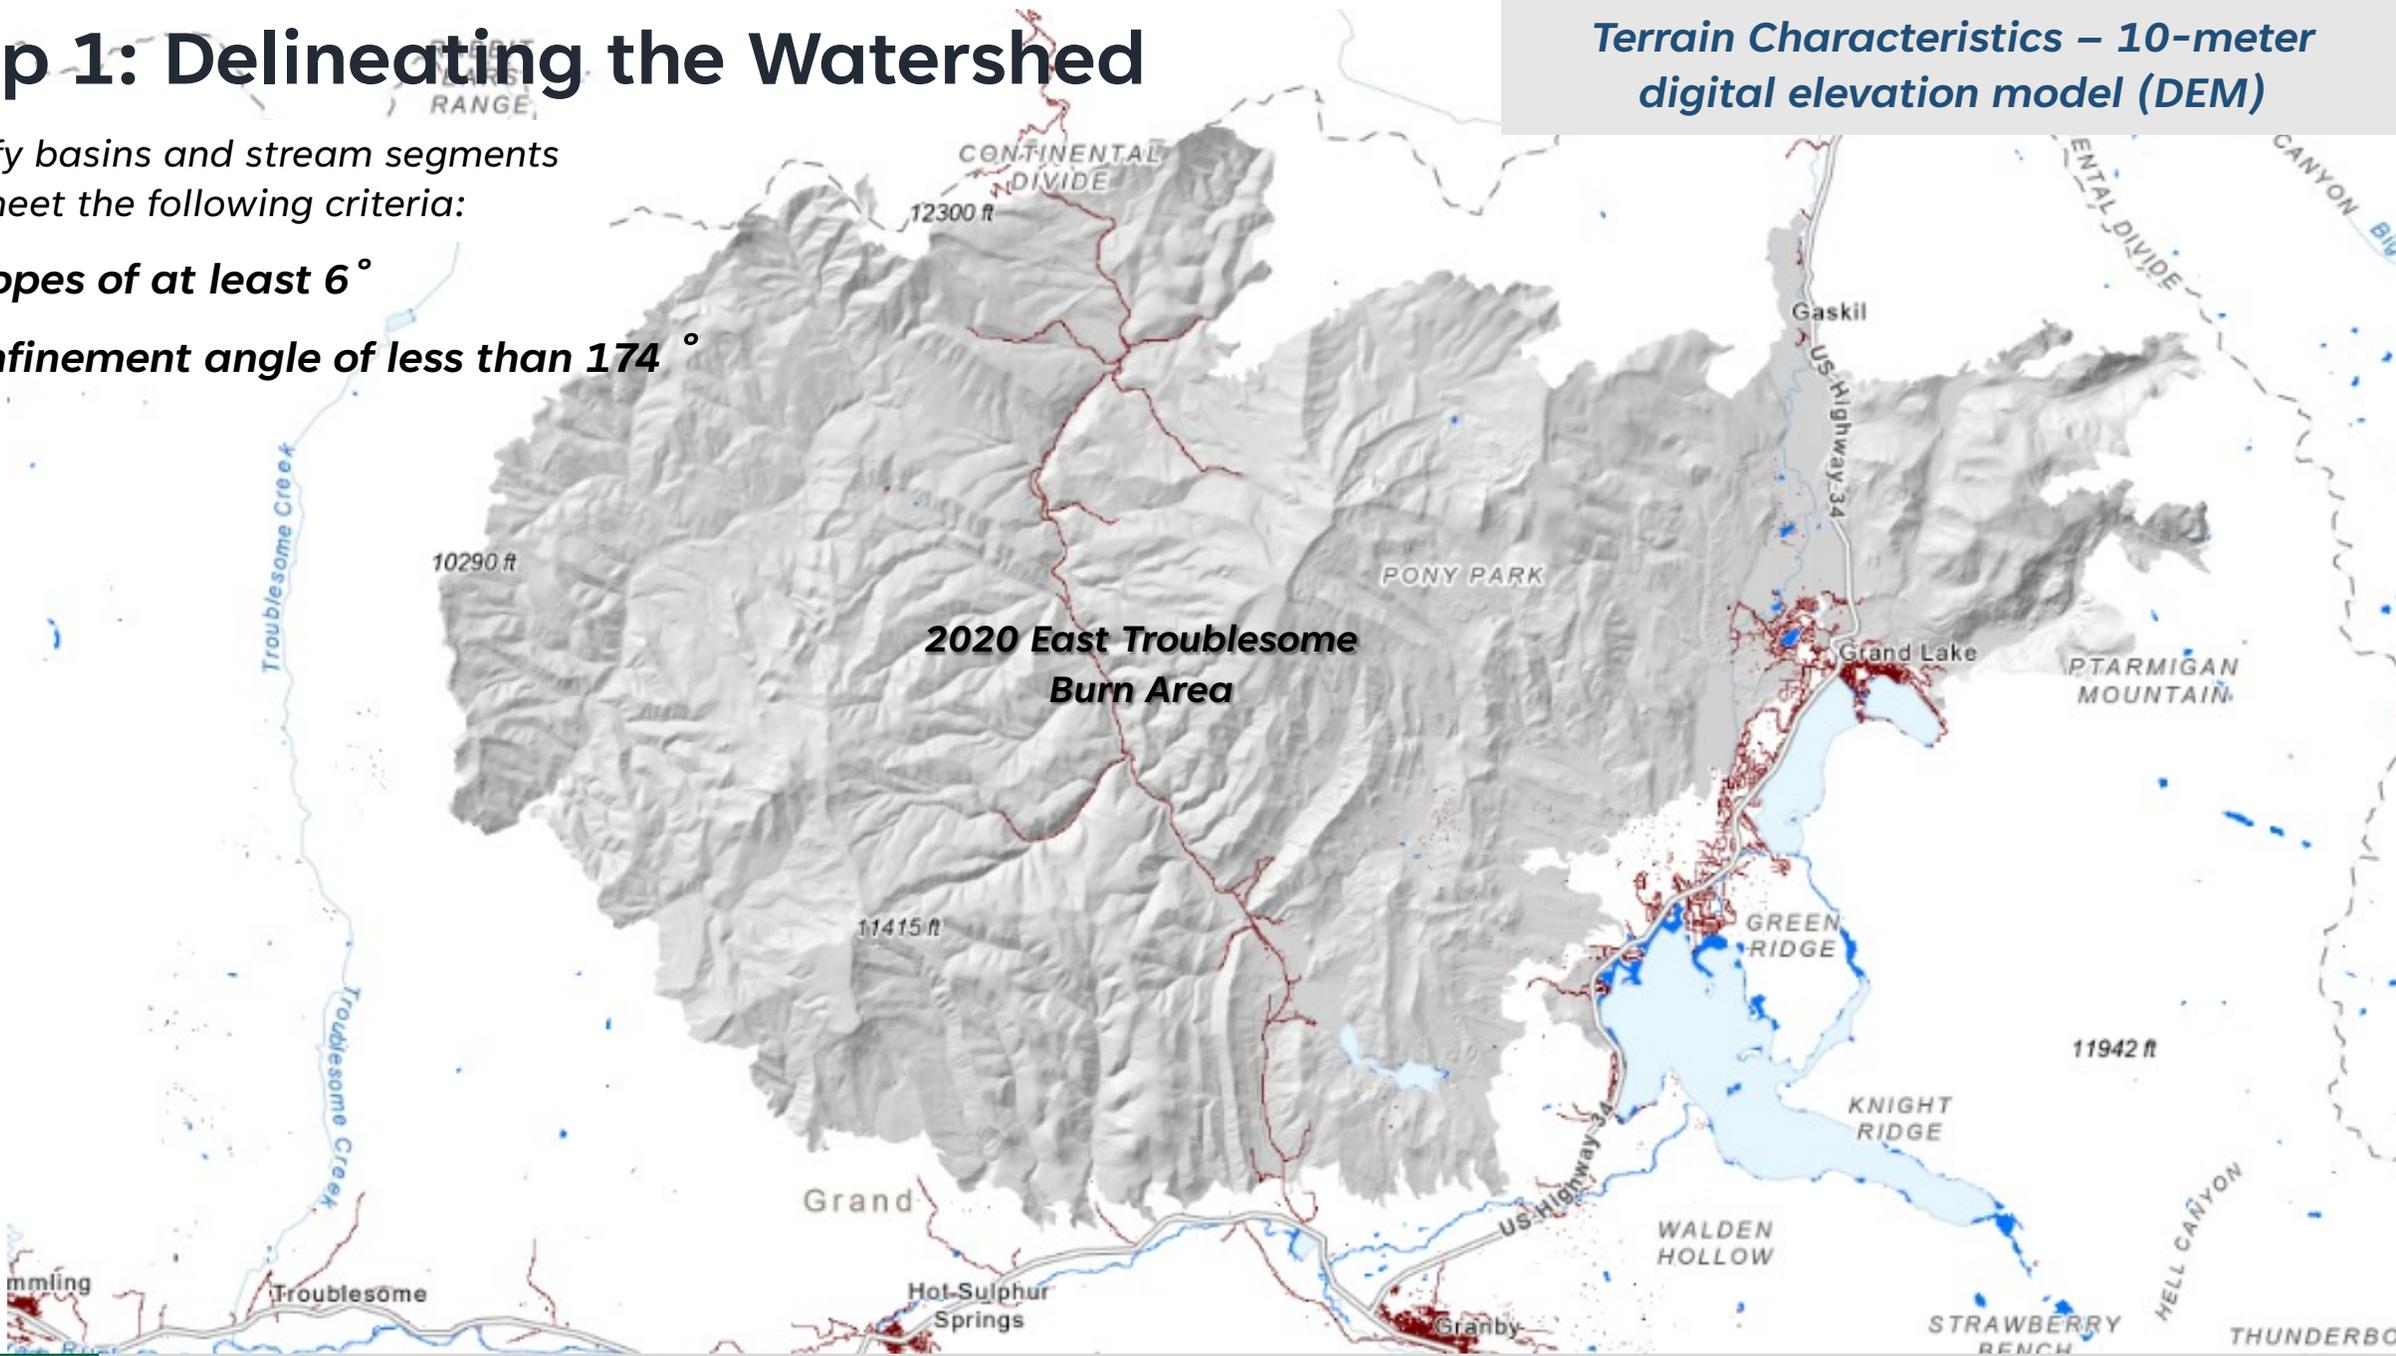 p 1: Delineating the Watershed
Terrain Characteristics – 10-meter
digital elevation model (DEM)
RANGE
fy basins and stream segments
neet the following criteria:
opes of at least 6°
nfinement angle of less than 174 °
CONTINENTAL
DIVIDE
12300 ft
ENTAL DIVIDE
CANYON
Gaskil
US Highway 34
Troublesome Creek
10290 ft
PONY PARK
2020 East Troublesome
Burn Area
Grand Lake
PTARMIGAN
MOUNTAIN
11415 ft
GREEN
RIDGE
Troublesome Creek
11942 ft
KNIGHT
RIDGE
US Highway 34
Grand
WALDEN
HOLLOW
HELL CANYON
mmling
Troublesome
Hot Sulphur
Springs
Granby
STRAWBERRY
BENCH
THUNDERBO